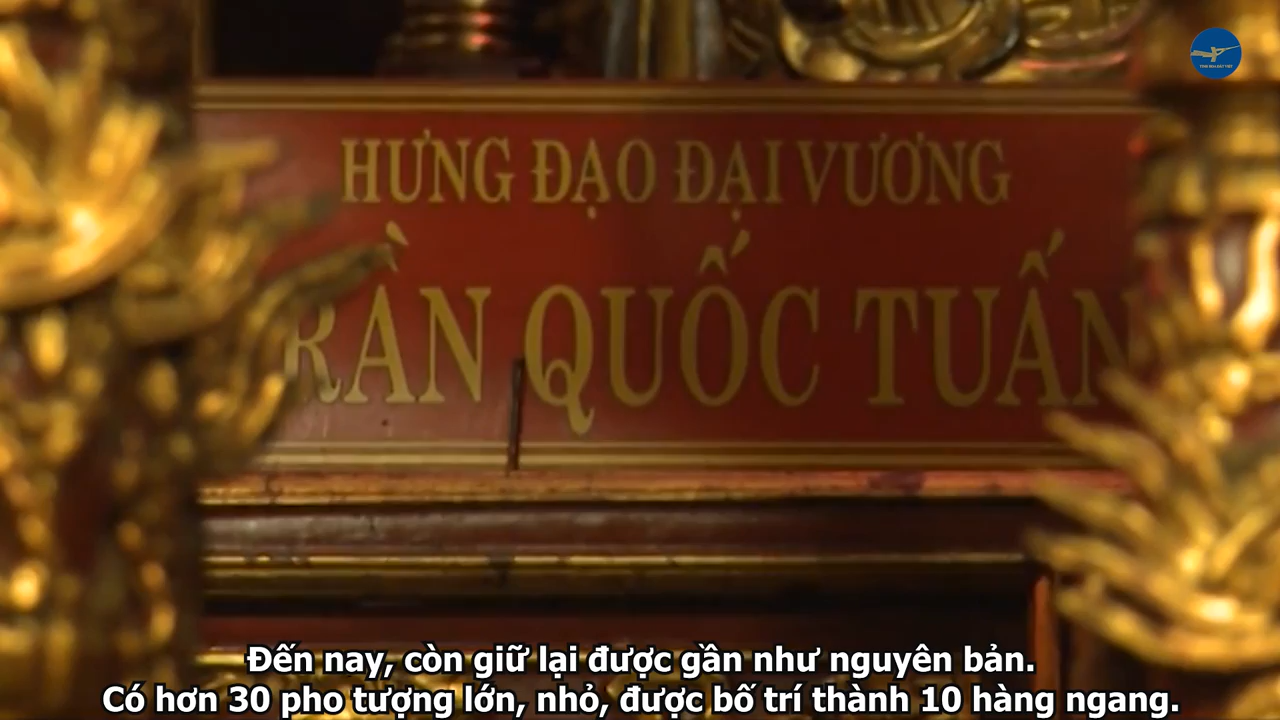 HƯNG ĐẠO ĐẠI VƯƠNG
TRẦN QUỐC TUẤN
Đến nay, còn giữ lại được gần như nguyên bản.
Có hơn 30 pho tượng lớn, nhỏ, được bố trí thành 10 hàng ngang.